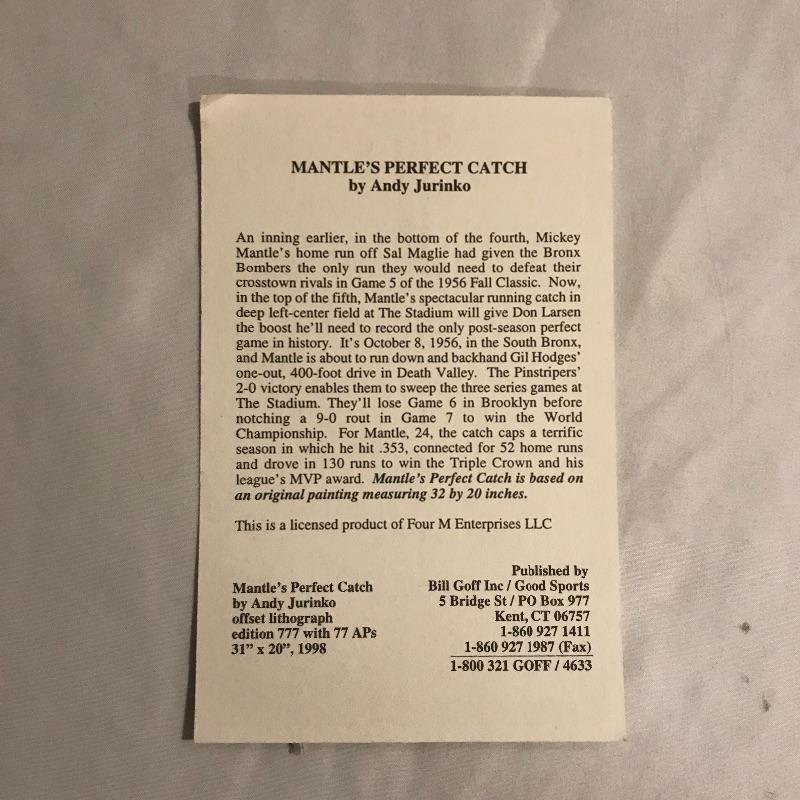 MANTLE'S PERFECT CATCH
by Andy Jurinko
An inning earlier, in the bottom of the fourth, Mickey
Mantle's home run off Sal Maglie had given the Bronx
Bombers the only run they would need to defeat their
crosstown rivals in Game 5 of the 1956 Fall Classic. Now,
in the top of the fifth, Mantle's spectacular running catch in
deep left-center field at The Stadium will give Don Larsen
the boost he'll need to record the only post-season perfect
game in history. It's October 8, 1956, in the South Bronx,
and Mantle is about to run down and backhand Gil Hodges'
one-out, 400-foot drive in Death Valley. The Pinstripers'
2-0 victory enables them to sweep the three series games at
The Stadium. They'll lose Game 6 in Brooklyn before
notching a 9-0 rout in Game 7 to win the World
Championship. For Mantle, 24, the catch caps a terrific
season in which he hit .353, connected for 52 home runs
and drove in 130 runs to win the Triple Crown and his
league's MVP award. Mantle's Perfect Catch is based on
an original painting measuring 32 by 20 inches.
This is a licensed product of Four M Enterprises LLC
Mantle's Perfect Catch
by Andy Jurinko
offset lithograph
edition 777 with 77 APs
31" x 20", 1998
Published by
Bill Goff Inc / Good Sports
5 Bridge St / PO Box 977
Kent, CT 06757
1-860 927 1411
1-860 927 1987 (Fax)
1-800 321 GOFF / 4633